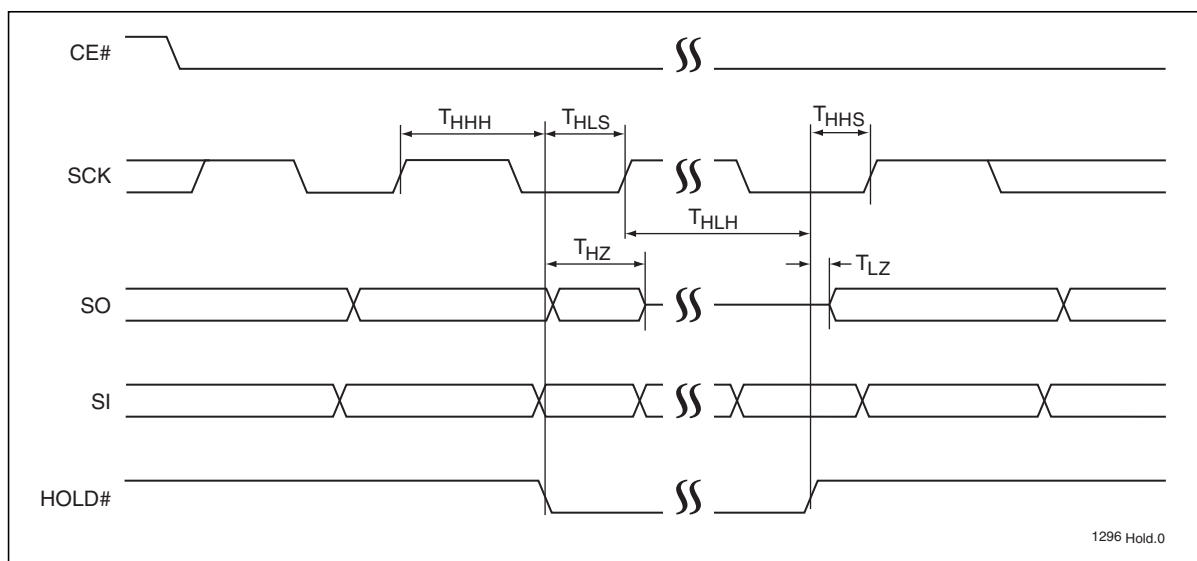 CE#
THHH
THLS
THHS
SCK
THLH
THZ
TLZ
SO
SI
HOLD#
1296 Hold.0